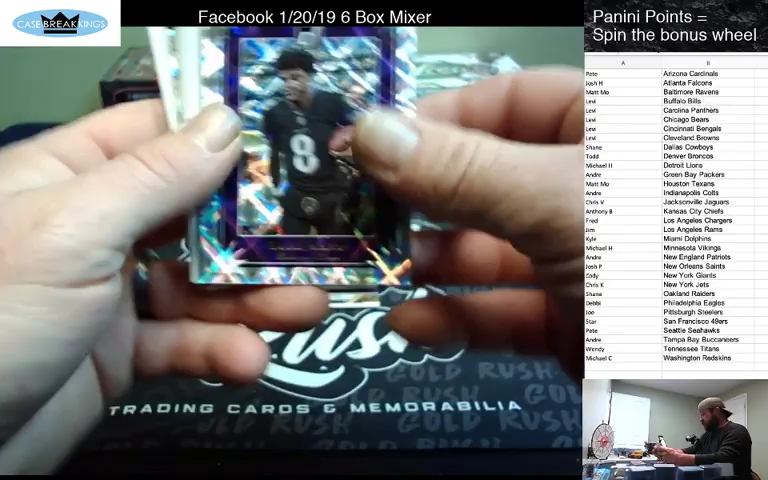 CASE BREAK KINGS
Facebook 1/20/19 6 Box Mixer
Panini Points =
Spin the bonus wheel
A B
Pete Arizona Cardinals
Josh H Atlanta Falcons
Matt Mo Baltimore Ravens
Levi Buffalo Bills
Levi Carolina Panthers
Levi Chicago Bears
Levi Cincinnati Bengals
Levi Cleveland Browns
Shane Dallas Cowboys
Todd Denver Broncos
Michael H Detroit Lions
Andre Green Bay Packers
Matt Mo Houston Texans
Andre Indianapolis Colts
Chris V Jacksonville Jaguars
Anthony B Kansas City Chiefs
Fred Los Angeles Chargers
Jim Los Angeles Rams
Kyle Miami Dolphins
Michael H Minnesota Vikings
Andre New England Patriots
Josh P New Orleans Saints
Cody New York Giants
Chris K New York Jets
Shane Oakland Raiders
Debbi Philadelphia Eagles
Joe Pittsburgh Steelers
Star San Francisco 49ers
Pete Seattle Seahawks
Andre Tampa Bay Buccaneers
Wendy Tennessee Titans
Michael C Washington Redskins
8
Rush
TRADING CARDS & MEMORABILIA
GOLD RUSH
GOLD RUSH